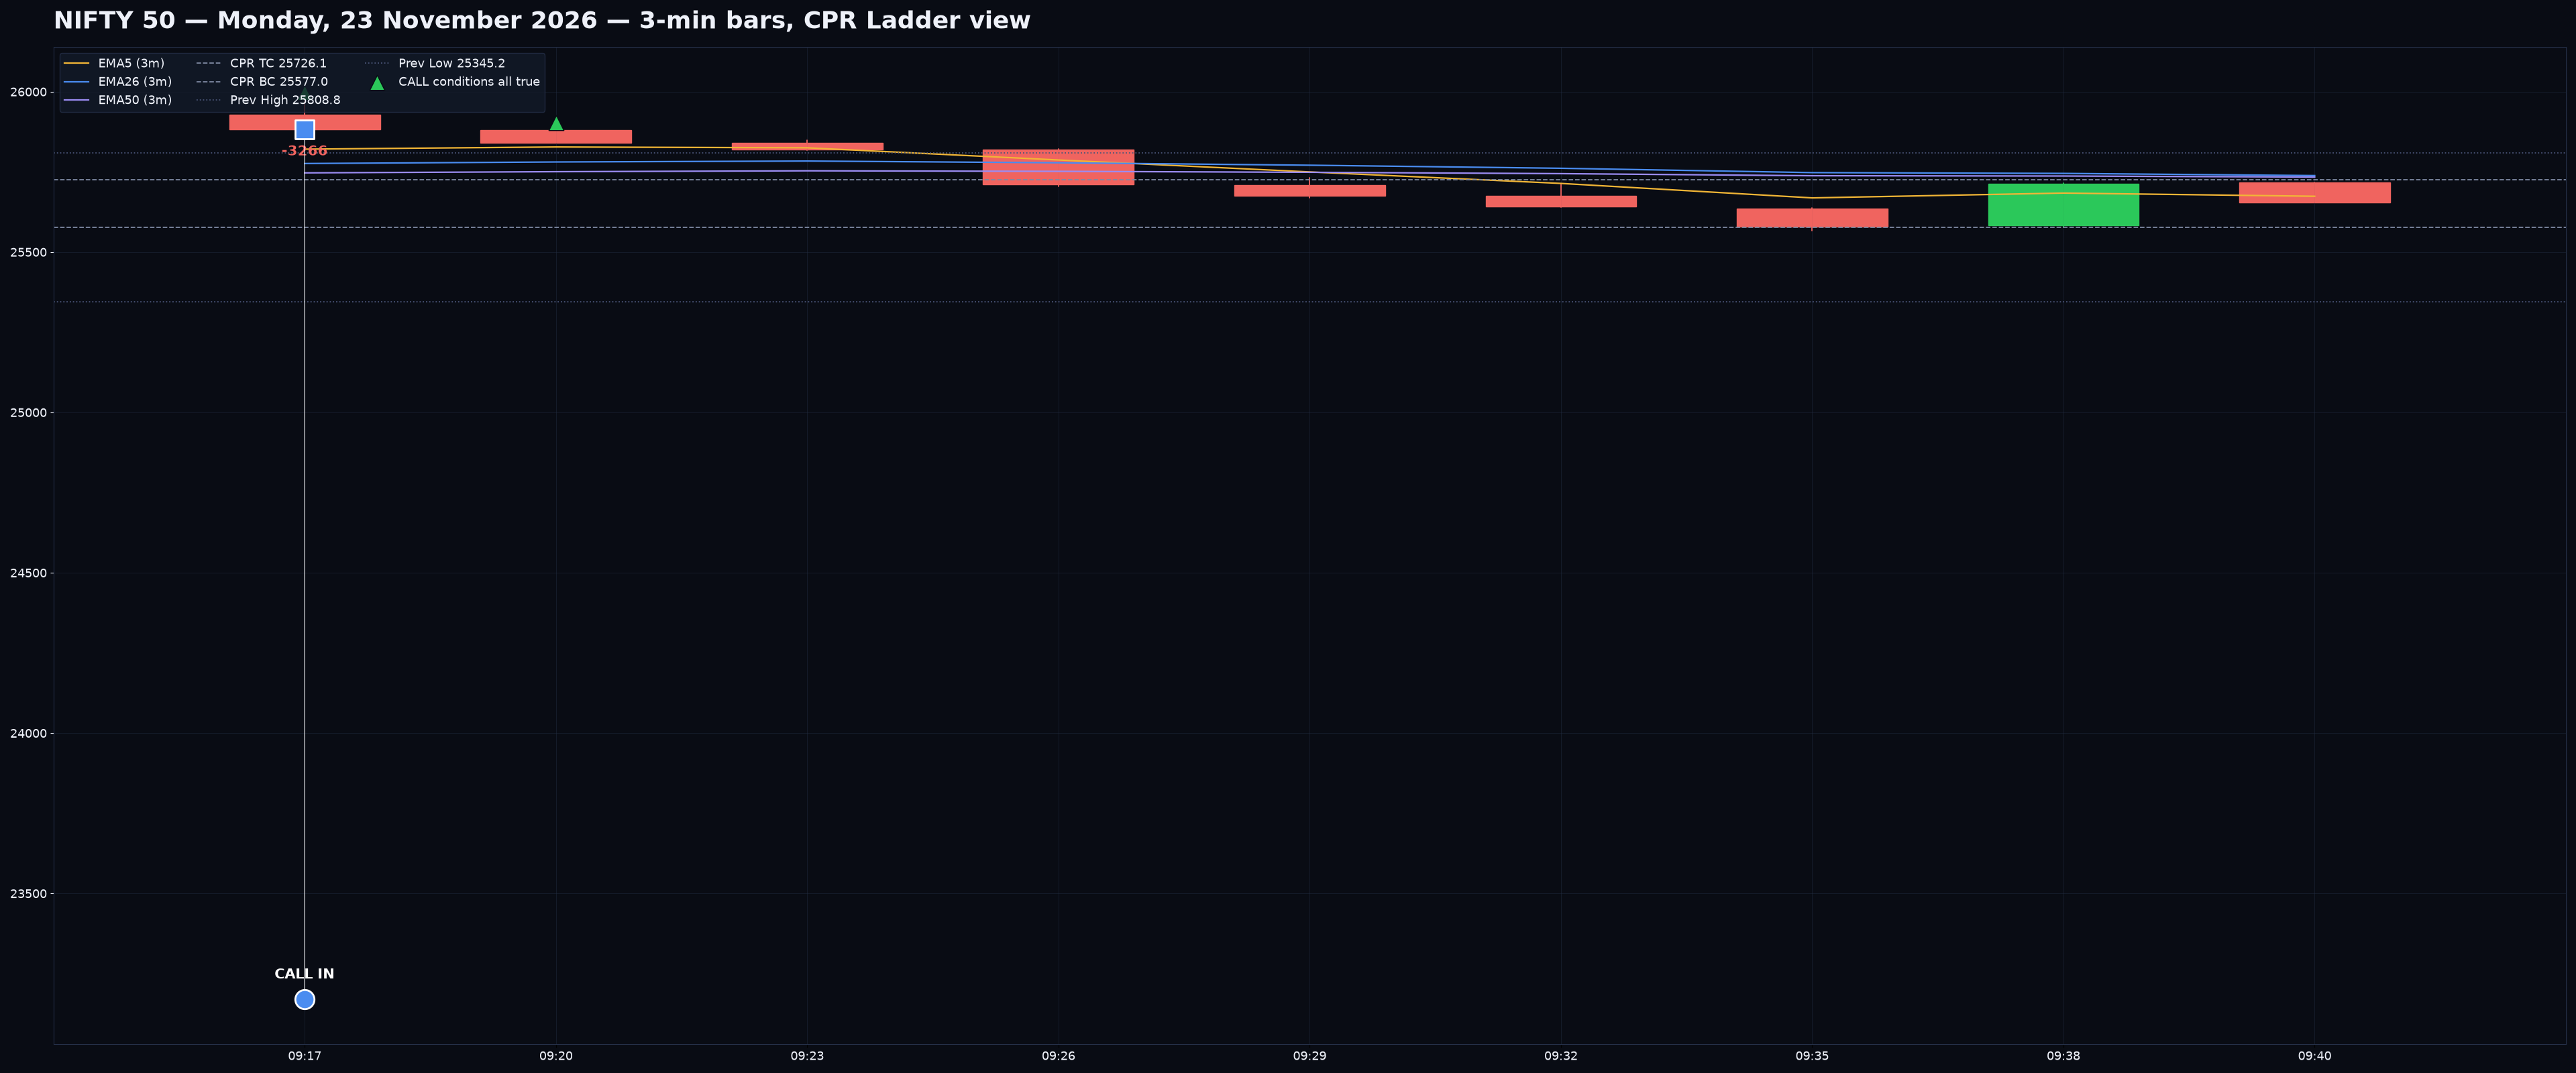 NIFTY 50 — Monday, 23 November 2026 — 3-min bars, CPR Ladder view
EMA5 (3m)
EMA26 (3m)
EMA50 (3m)
CPR TC 25726.1
CPR BC 25577.0
Prev High 25808.8
Prev Low 25345.2
CALL conditions all true
26000
25500
25000
24500
24000
23500
-3266
CALL IN
09:17
09:20
09:23
09:26
09:29
09:32
09:35
09:38
09:40